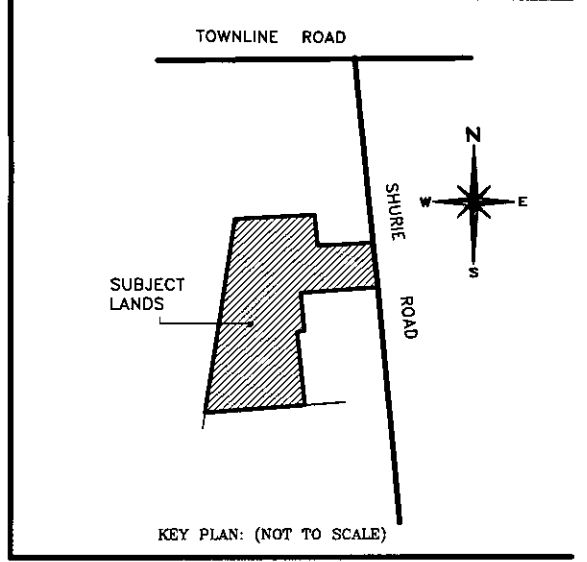 TOWNLINE ROAD
N
W E
S
SHURIE ROAD
SUBJECT
LANDS
KEY PLAN: (NOT TO SCALE)